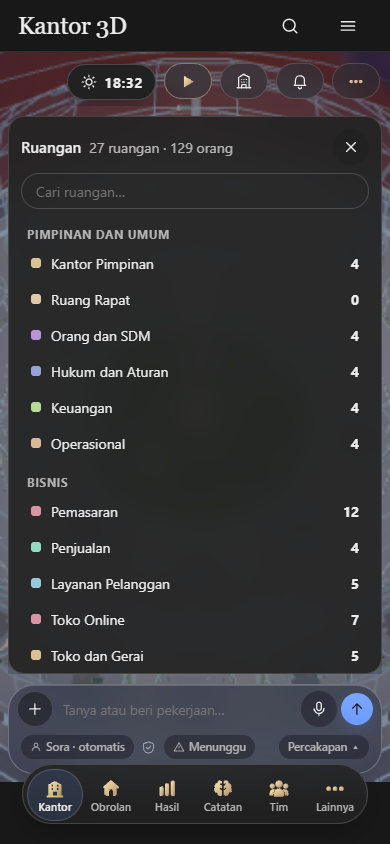 Kantor 3D
18:32
Ruangan 27 ruangan · 129 orang
Cari ruangan...
PIMPINAN DAN UMUM
Kantor Pimpinan 4
Ruang Rapat 0
Orang dan SDM 4
Hukum dan Aturan 4
Keuangan 4
Operasional 4
BISNIS
Pemasaran 12
Penjualan 4
Layanan Pelanggan 5
Toko Online 7
Toko dan Gerai 5
Tanya atau beri pekerjaan...
Sora · otomatis Menunggu Percakapan
Kantor Obrolan Hasil Catatan Tim Lainnya